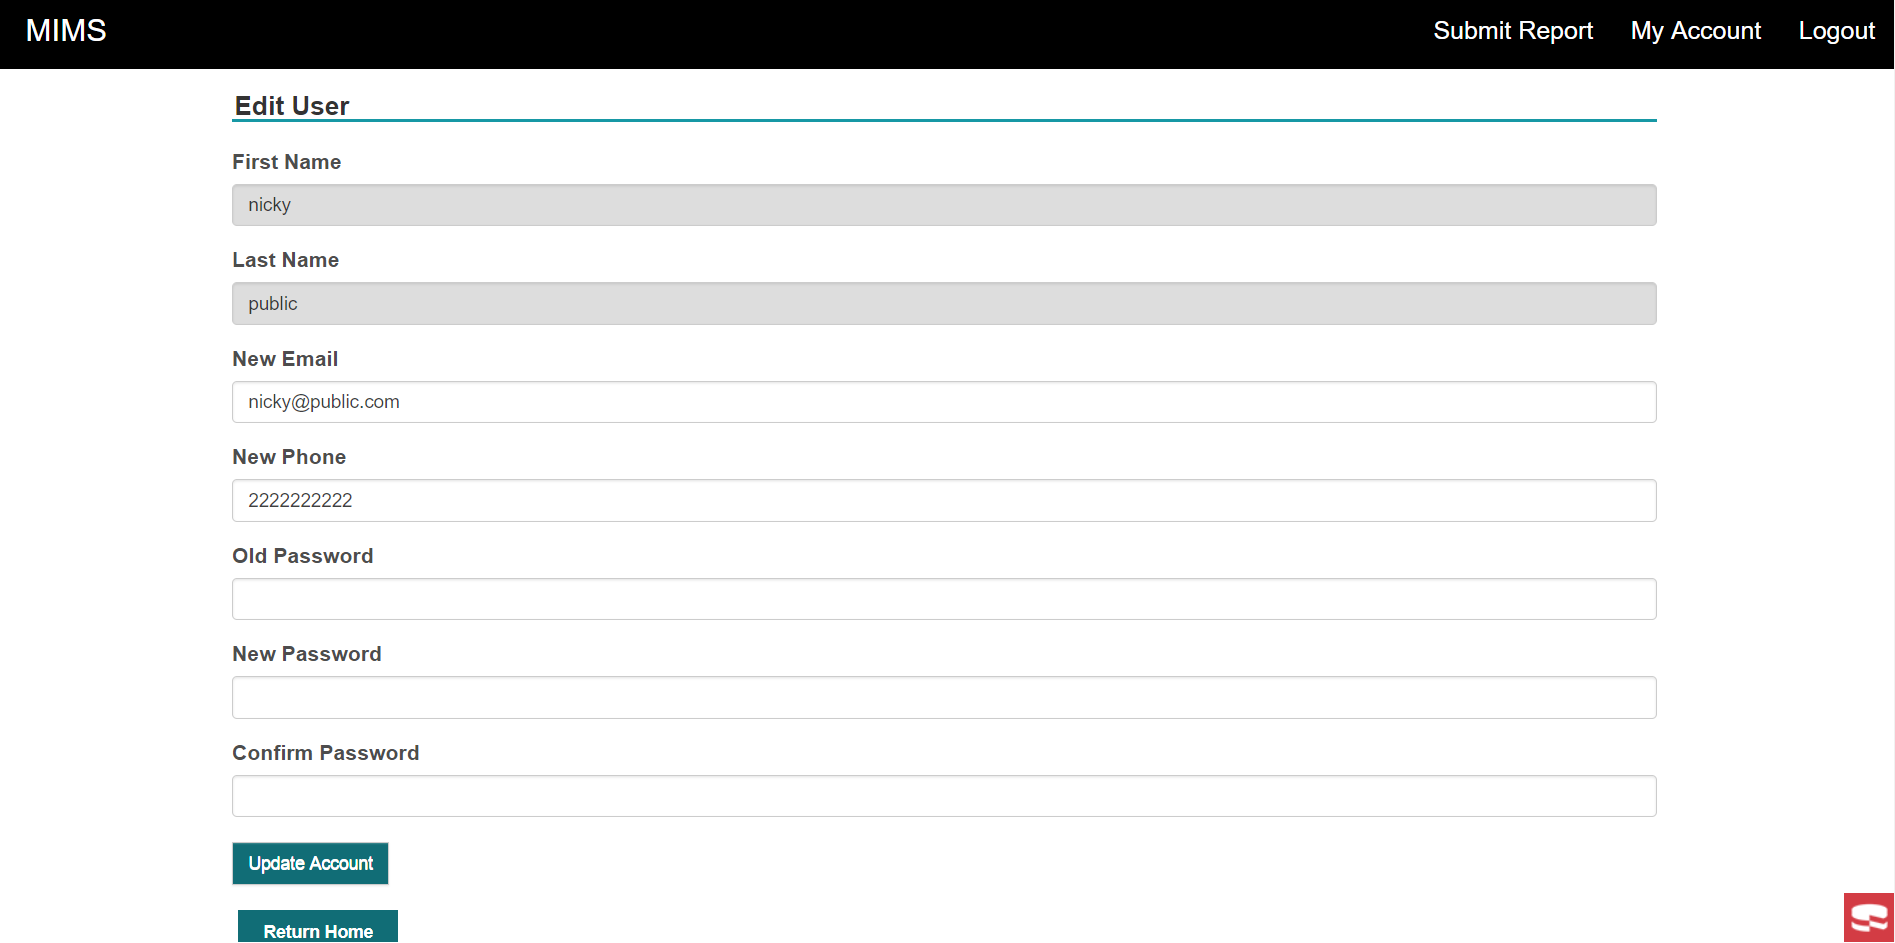 MIMS
Submit Report
My Account
Logout
Edit User
First Name
nicky
Last Name
public
New Email
nicky@public.com
New Phone
2222222222
Old Password
New Password
Confirm Password
Update Account
Return Home